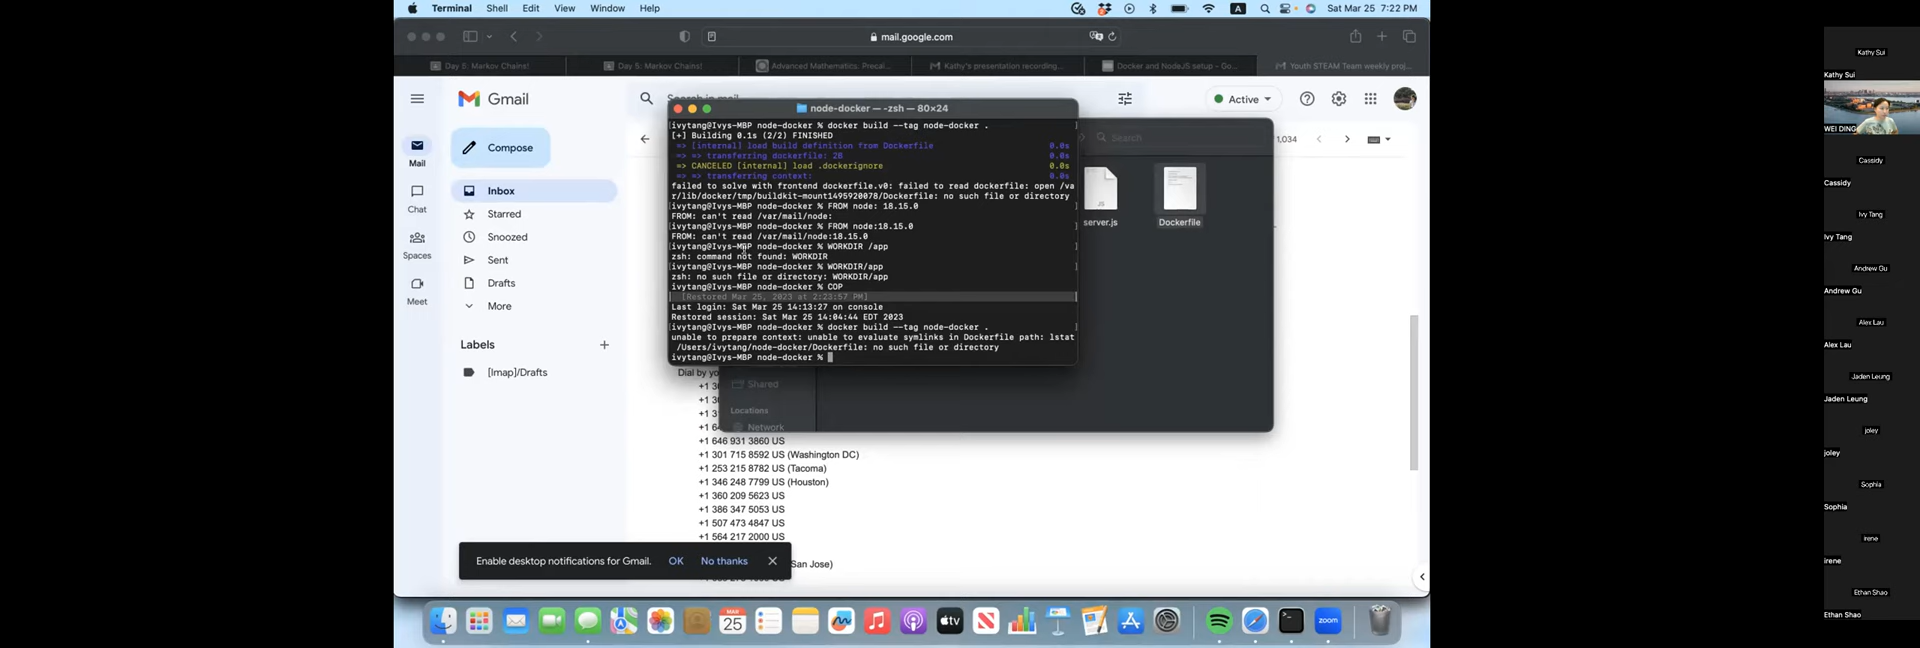 Terminal Shell Edit View Window Help
A
Sat Mar 25 7:22 PM
mail.google.com
Day 5: Markov Chains!
Day 5: Markov Chains!
Advanced Mathematics: Precal...
Kathy's presentation recording...
Docker and NodeJS setup - Go...
Youth STEAM Team weekly proj...
Gmail
Search in mail
Active
Compose
1,034
Mail
Chat
Spaces
Meet
Inbox
Starred
Snoozed
Sent
Drafts
More
Labels
[Imap]/Drafts
node-docker — -zsh — 80×24
[ivytang@Ivys-MBP node-docker % docker build --tag node-docker . ]
[+] Building 0.1s (2/2) FINISHED
=> [internal] load build definition from Dockerfile 0.0s
=> => transferring dockerfile: 2B 0.0s
=> CANCELED [internal] load .dockerignore 0.0s
=> => transferring context: 0.0s
failed to solve with frontend dockerfile.v0: failed to read dockerfile: open /va
r/lib/docker/tmp/buildkit-mount1495920078/Dockerfile: no such file or directory
[ivytang@Ivys-MBP node-docker % FROM node: 18.15.0 ]
FROM: can't read /var/mail/node:
[ivytang@Ivys-MBP node-docker % FROM node:18.15.0 ]
FROM: can't read /var/mail/node:18.15.0
[ivytang@Ivys-MBP node-docker % WORKDIR /app ]
zsh: command not found: WORKDIR
[ivytang@Ivys-MBP node-docker % WORKDIR/app ]
zsh: no such file or directory: WORKDIR/app
ivytang@Ivys-MBP node-docker % COP
[Restored Mar 25, 2023 at 2:23:57 PM]
Last login: Sat Mar 25 14:13:27 on console
Restored session: Sat Mar 25 14:04:44 EDT 2023
[ivytang@Ivys-MBP node-docker % docker build --tag node-docker . ]
unable to prepare context: unable to evaluate symlinks in Dockerfile path: lstat
/Users/ivytang/node-docker/Dockerfile: no such file or directory
ivytang@Ivys-MBP node-docker %
Search
server.js
Dockerfile
Shared
Locations
Network
Dial by yo
+1 646 931 3860 US
+1 301 715 8592 US (Washington DC)
+1 253 215 8782 US (Tacoma)
+1 346 248 7799 US (Houston)
+1 360 209 5623 US
+1 386 347 5053 US
+1 507 473 4847 US
+1 564 217 2000 US
San Jose)
Enable desktop notifications for Gmail. OK No thanks
MAR
25
tv
zoom
Kathy Sui
Kathy Sui
WEI DING
Cassidy
Cassidy
Ivy Tang
Ivy Tang
Andrew Gu
Andrew Gu
Alex Lau
Alex Lau
Jaden Leung
Jaden Leung
joley
joley
Sophia
Sophia
irene
irene
Ethan Shao
Ethan Shao